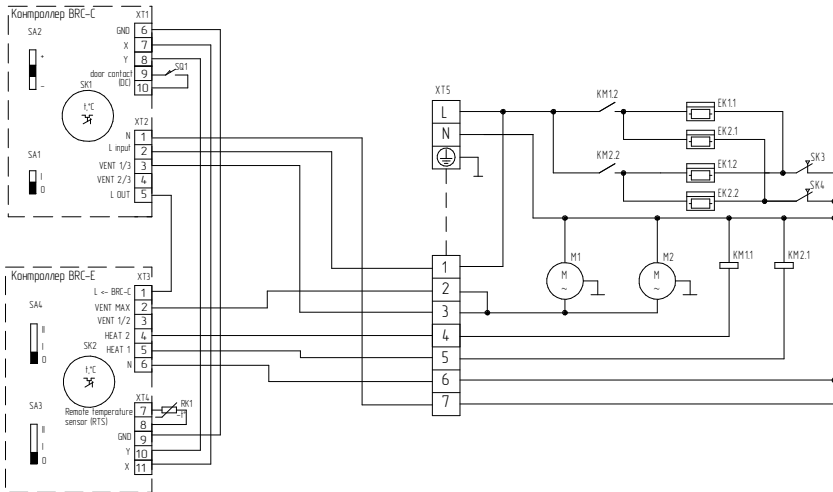 Контроллер BRC-C
XT1
SA2
+
-
SK1
t,°C
GND 6
X 7
Y 8
door contact (DC) 9
10
SQ1
XT2
SA1
I
0
N 1
L input 2
VENT 1/3 3
VENT 2/3 4
L OUT 5
Контроллер BRC-E
XT3
SA4
II
I
0
SK2
t,°C
L <- BRC-C 1
VENT MAX 2
VENT 1/2 3
HEAT 2 4
HEAT 1 5
N 6
XT4
SA3
II
I
0
Remote temperature
sensor (RTS)
7
8
RK1
-t°
GND 9
Y 10
X 11
XT5
L
N
1
2
3
4
5
6
7
KM1.2
EK1.1
EK2.1
KM2.2
EK1.2
EK2.2
SK3
SK4
M1
M
~
M2
M
~
KM1.1
KM2.1